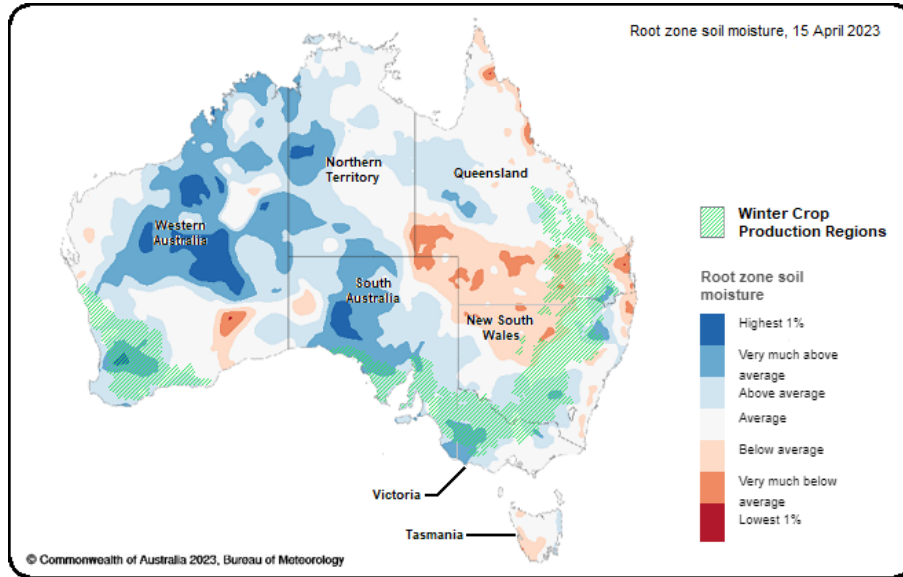 Root zone soil moisture, 15 April 2023
Northern
Territory
Queensland
Western
Australia
South
Australia
New South
Wales
Victoria
Tasmania
Winter Crop
Production Regions
Root zone soil
moisture
Highest 1%
Very much above
average
Above average
Average
Below average
Very much below
average
Lowest 1%
© Commonwealth of Australia 2023, Bureau of Meteorology